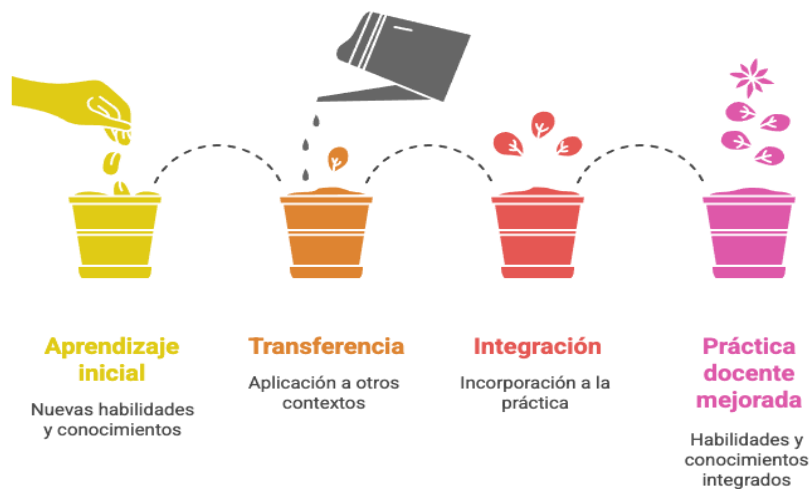 Aprendizaje
inicial
Nuevas habilidades
y conocimientos
Transferencia
Aplicación a otros
contextos
Integración
Incorporación a la
práctica
Práctica
docente
mejorada
Habilidades y
conocimientos
integrados